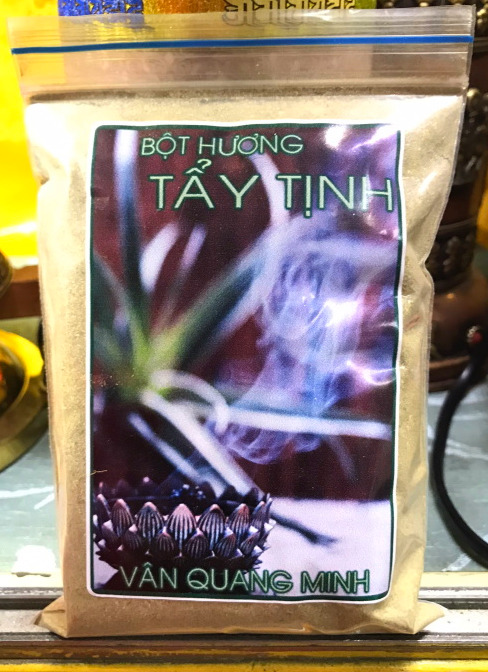 BỘT HƯƠNG
TẨY TỊNH
VÂN QUANG MINH